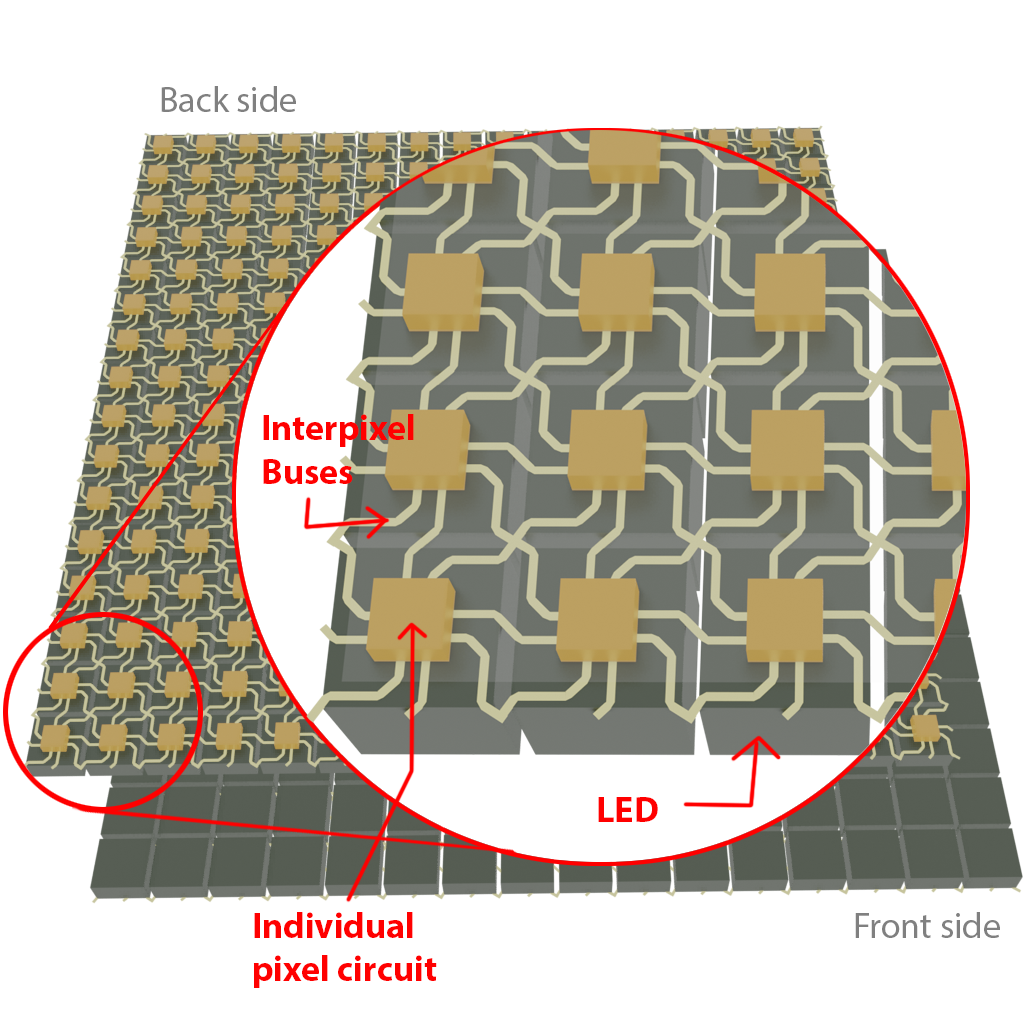 Back side
Interpixel
Buses
LED
Individual
pixel circuit
Front side